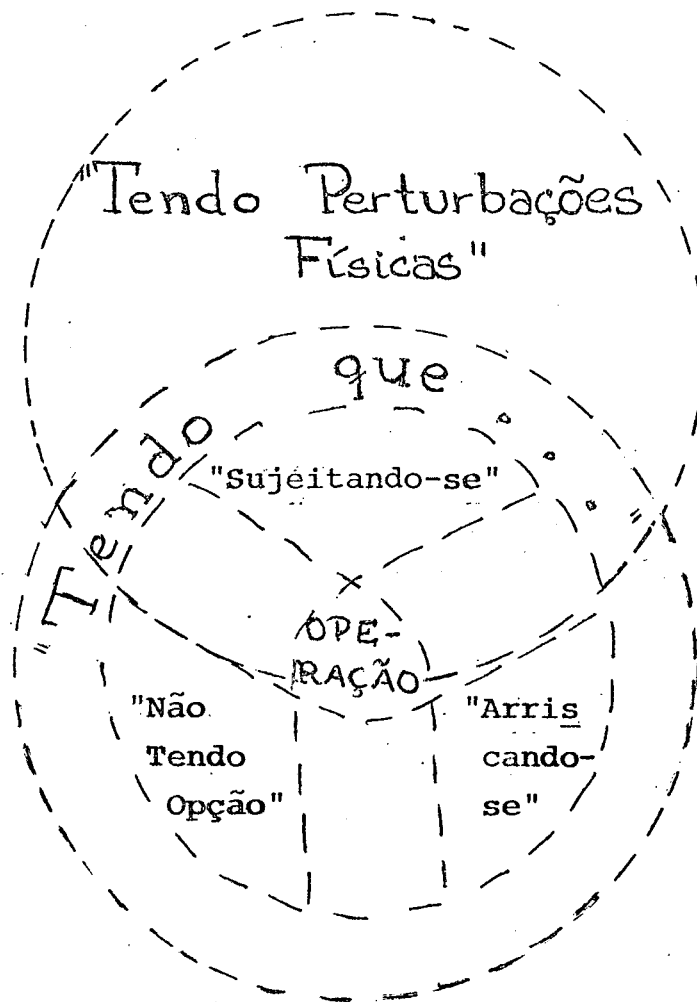 "Tendo Perturbações
Físicas"
"Tendo que ..."
"Sujeitando-se"
OPE-
RAÇÃO
"Não
Tendo
Opção"
"Arris
cando-
se"